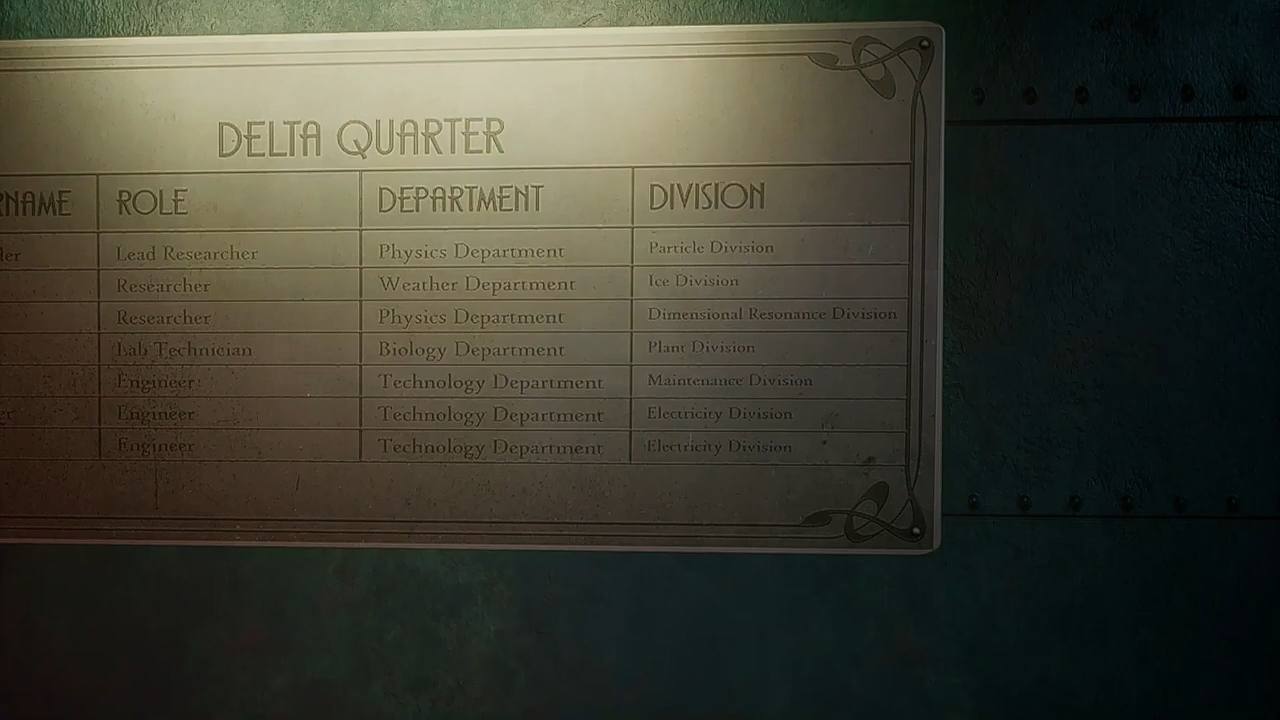 DELTA QUARTER
RNAME ROLE DEPARTMENT DIVISION
Lead Researcher Physics Department Particle Division
Researcher Weather Department Ice Division
Researcher Physics Department Dimensional Resonance Division
Lab Technician Biology Department Plant Division
Engineer Technology Department Maintenance Division
Engineer Technology Department Electricity Division
Engineer Technology Department Electricity Division